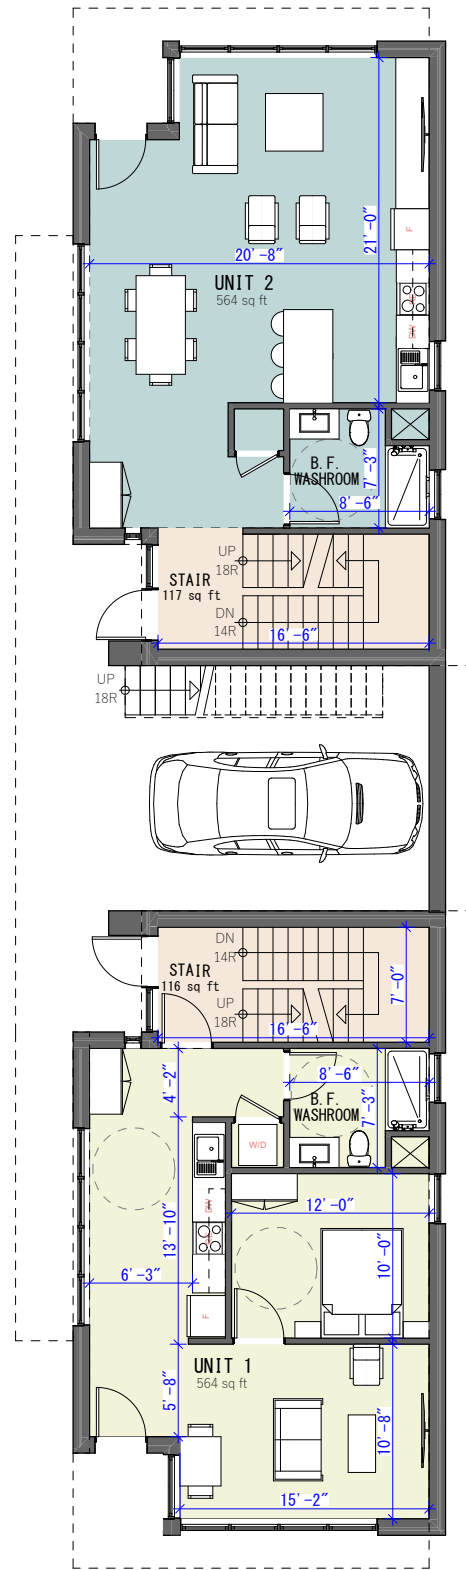 F
21'-0"
20'-8"
UNIT 2
564 sq ft
DW
B.F.
WASHROOM
7'-3"
8'-6"
UP
18R
STAIR
117 sq ft
DN
14R
16'-6"
UP
18R
DN
14R
STAIR
116 sq ft
7'-0"
UP
18R
16'-6"
4'-2"
8'-6"
B.F.
WASHROOM
7'-3"
W/D
DW
12'-0"
13'-10"
10'-0"
6'-3"
F
UNIT 1
564 sq ft
5'-8"
10'-8"
15'-2"